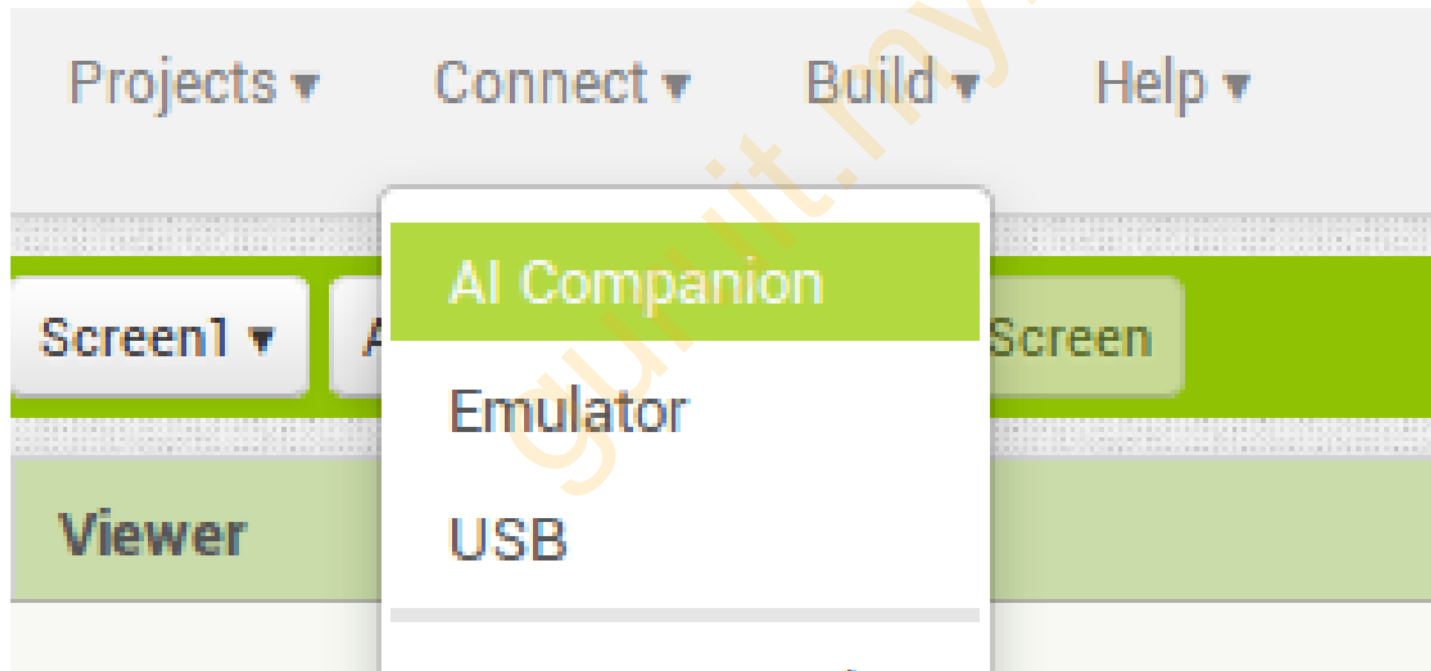 Projects ▾ Connect ▾ Build ▾ Help ▾
AI Companion
Screen1 ▾ A Screen
Emulator
USB
Viewer